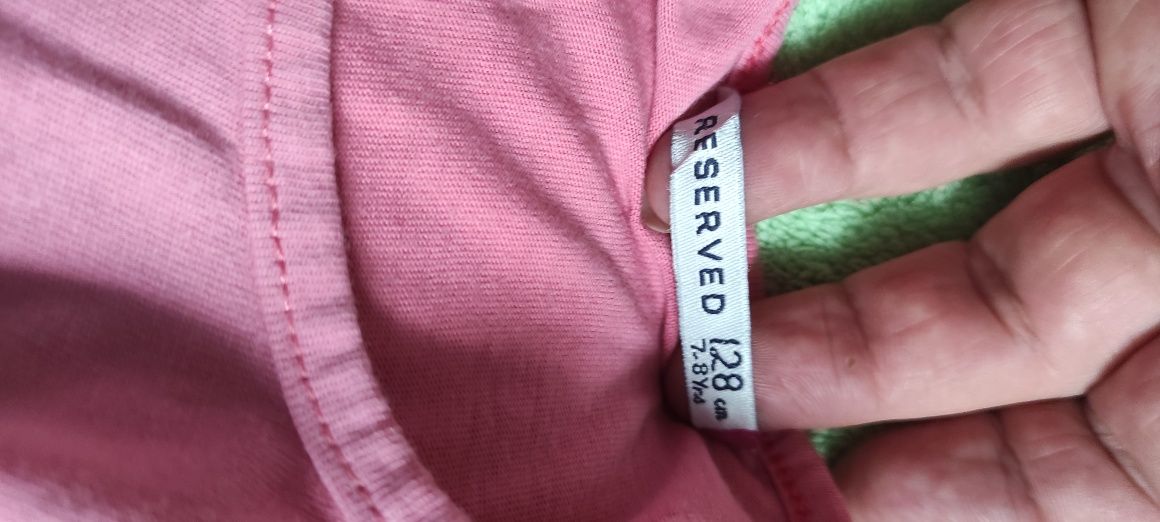 RESERVED
128 cm
7-8 Yrs